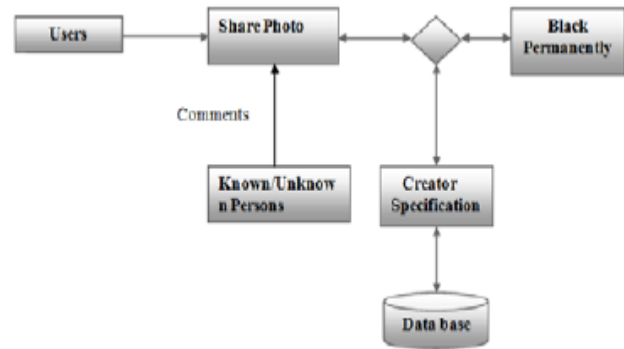 Users
Share Photo
Black
Permanently
Comments
Known/Unknow
n Persons
Creator
Specification
Data base